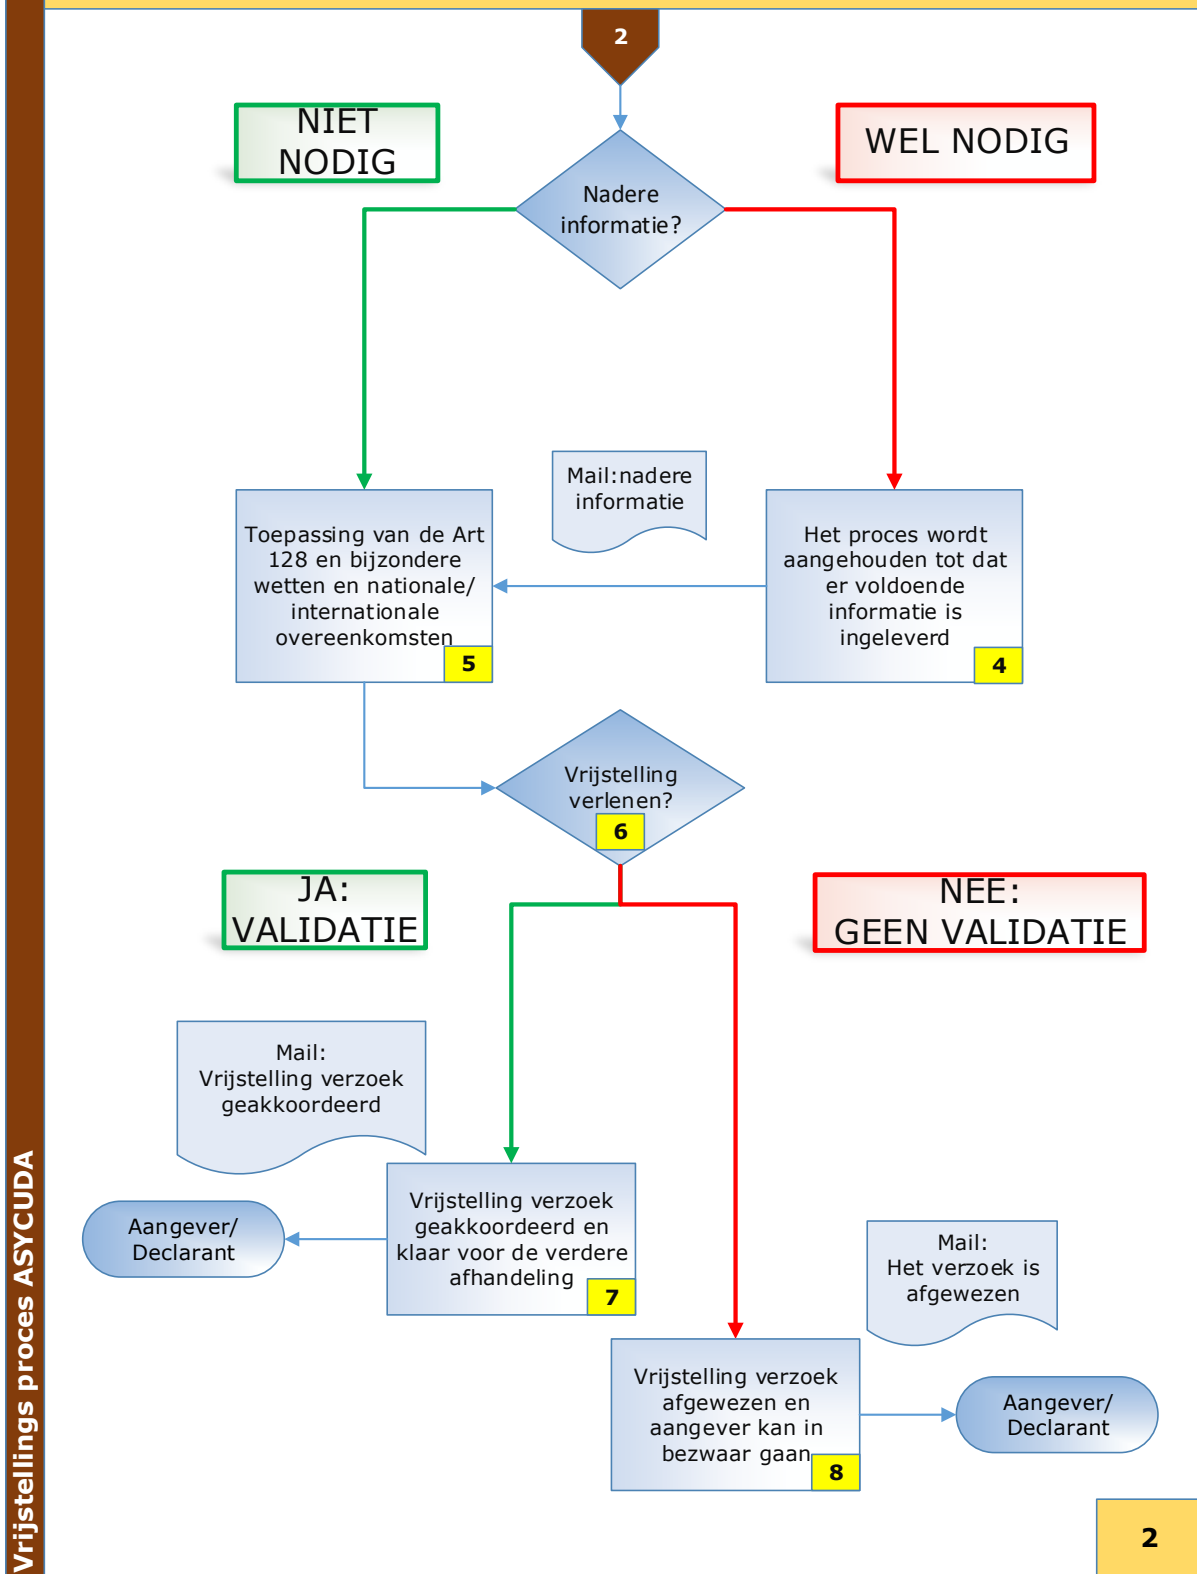 2
NIET
NODIG
WEL NODIG
Nadere
informatie?
Mail:nadere
informatie
Toepassing van de Art
128 en bijzondere
wetten en nationale/
internationale
overeenkomsten
5
Het proces wordt
aangehouden tot dat
er voldoende
informatie is
ingeleverd
4
Vrijstelling
verlenen?
6
JA:
VALIDATIE
NEE:
GEEN VALIDATIE
Mail:
Vrijstelling verzoek
geakkoordeerd
Vrijstelling verzoek
geakkoordeerd en
klaar voor de verdere
afhandeling
7
Aangever/
Declarant
Mail:
Het verzoek is
afgewezen
Vrijstelling verzoek
afgewezen en
aangever kan in
bezwaar gaan
8
Aangever/
Declarant
Vrijstellings proces ASYCUDA
2